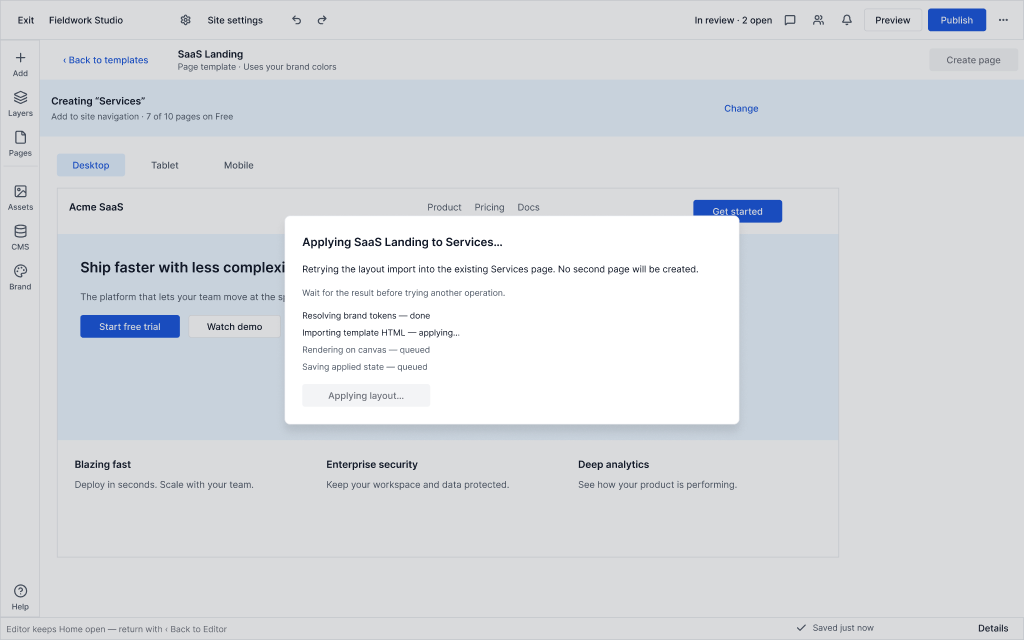 Exit Fieldwork Studio Site settings In review · 2 open Preview Publish
‹ Back to templates
SaaS Landing
Page template · Uses your brand colors
Create page
Add
Layers
Pages
Assets
CMS
Brand
Help
Creating “Services”
Add to site navigation · 7 of 10 pages on Free
Change
Desktop Tablet Mobile
Acme SaaS Product Pricing Docs Get started
Ship faster with less complexi
The platform that lets your team move at the sp
Start free trial Watch demo
Applying SaaS Landing to Services…
Retrying the layout import into the existing Services page. No second page will be created.
Wait for the result before trying another operation.
Resolving brand tokens — done
Importing template HTML — applying…
Rendering on canvas — queued
Saving applied state — queued
Applying layout…
Blazing fast
Deploy in seconds. Scale with your team.
Enterprise security
Keep your workspace and data protected.
Deep analytics
See how your product is performing.
Editor keeps Home open — return with ‹ Back to Editor
Saved just now
Details